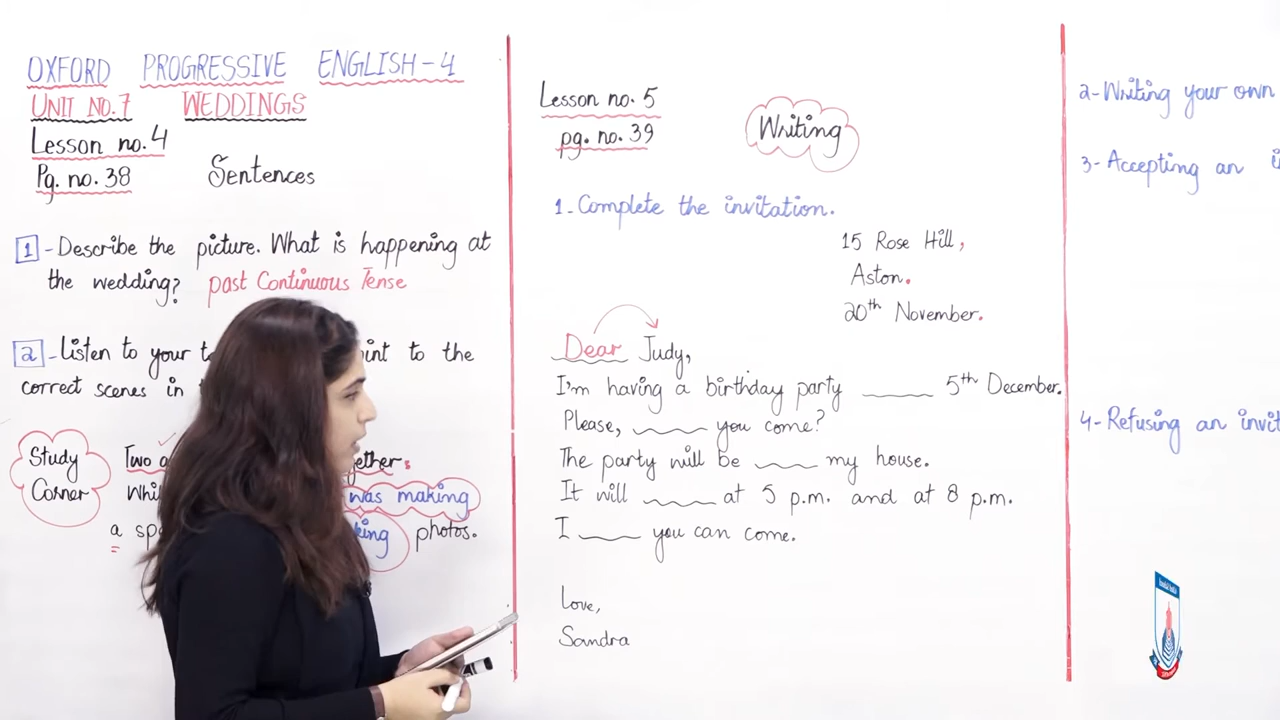 OXFORD PROGRESSIVE ENGLISH-4
UNIT NO.7 WEDDINGS
Lesson no.4
Pg. no. 38 Sentences
1 - Describe the picture. What is happening at
the wedding? past Continuous Tense
2 - Listen to your to the
correct scenes in
Study
Corner
Two
was making
a photos.
Lesson no. 5
pg. no. 39
Writing
1- Complete the invitation.
15 Rose Hill,
Aston.
20th November.
Dear Judy,
I'm having a birthday party ____ 5th December.
Please, ____ you come?
The party will be ____ my house.
It will ____ at 5 p.m. and at 8 p.m.
I ____ you can come.
Love,
Sandra
2- Writing your own
3- Accepting an
4- Refusing an